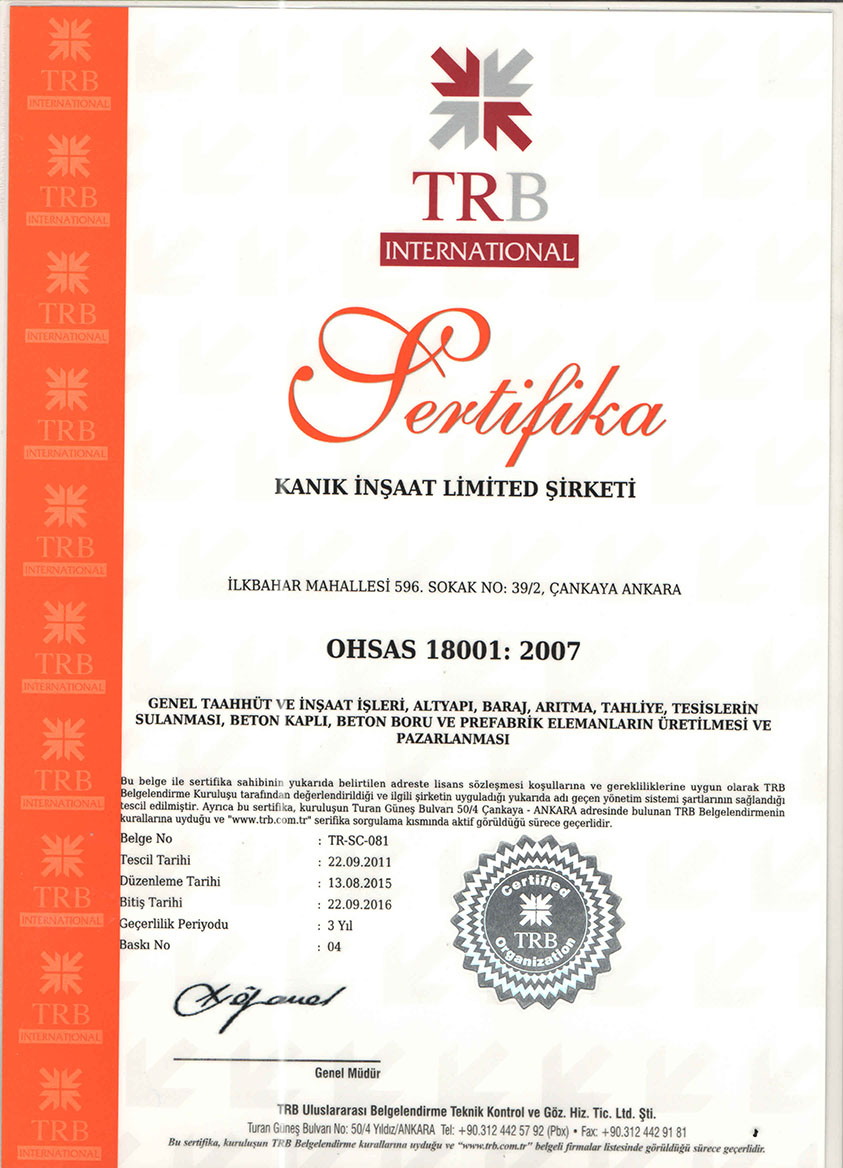 TRB
INTERNATIONAL
TRB
INTERNATIONAL
TRB
INTERNATIONAL
TRB
INTERNATIONAL
TRB
INTERNATIONAL
TRB
INTERNATIONAL
TRB
INTERNATIONAL
TRB
INTERNATIONAL
TRB
INTERNATIONAL
TRB
INTERNATIONAL
TRB
INTERNATIONAL
Sertifika
KANIK İNŞAAT LİMİTED ŞİRKETİ
İLKBAHAR MAHALLESİ 596. SOKAK NO: 39/2, ÇANKAYA ANKARA
OHSAS 18001: 2007
GENEL TAAHHÜT VE İNŞAAT İŞLERİ, ALTYAPI, BARAJ, ARITMA, TAHLİYE, TESİSLERİN
SULANMASI, BETON KAPLI, BETON BORU VE PREFABRİK ELEMANLARIN ÜRETİLMESİ VE
PAZARLANMASI
Bu belge ile sertifika sahibinin yukarıda belirtilen adreste lisans sözleşmesi koşullarına ve gerekliliklerine uygun olarak TRB
Belgelendirme Kuruluşu tarafından değerlendirildiği ve ilgili şirketin uyguladığı yukarıda adı geçen yönetim sistemi şartlarının sağlandığı
tescil edilmiştir. Ayrıca bu sertifika, kuruluşun Turan Güneş Bulvarı 50/4 Çankaya - ANKARA adresinde bulunan TRB Belgelendirmenin
kurallarına uyduğu ve "www.trb.com.tr" serifika sorgulama kısmında aktif görüldüğü sürece geçerlidir.
Belge No : TR-SC-081
Tescil Tarihi : 22.09.2011
Düzenleme Tarihi : 13.08.2015
Bitiş Tarihi : 22.09.2016
Geçerlilik Periyodu : 3 Yıl
Baskı No : 04
Certified
TRB
Organization
Genel Müdür
TRB Uluslararası Belgelendirme Teknik Kontrol ve Göz. Hiz. Tic. Ltd. Şti.
Turan Güneş Bulvarı No: 50/4 Yıldız/ANKARA Tel: +90.312 442 57 92 (Pbx) • Fax: +90.312 442 91 81
Bu sertifika, kuruluşun TRB Belgelendirme kurallarına uyduğu ve "www.trb.com.tr" belgeli firmalar listesinde görüldüğü sürece geçerlidir.